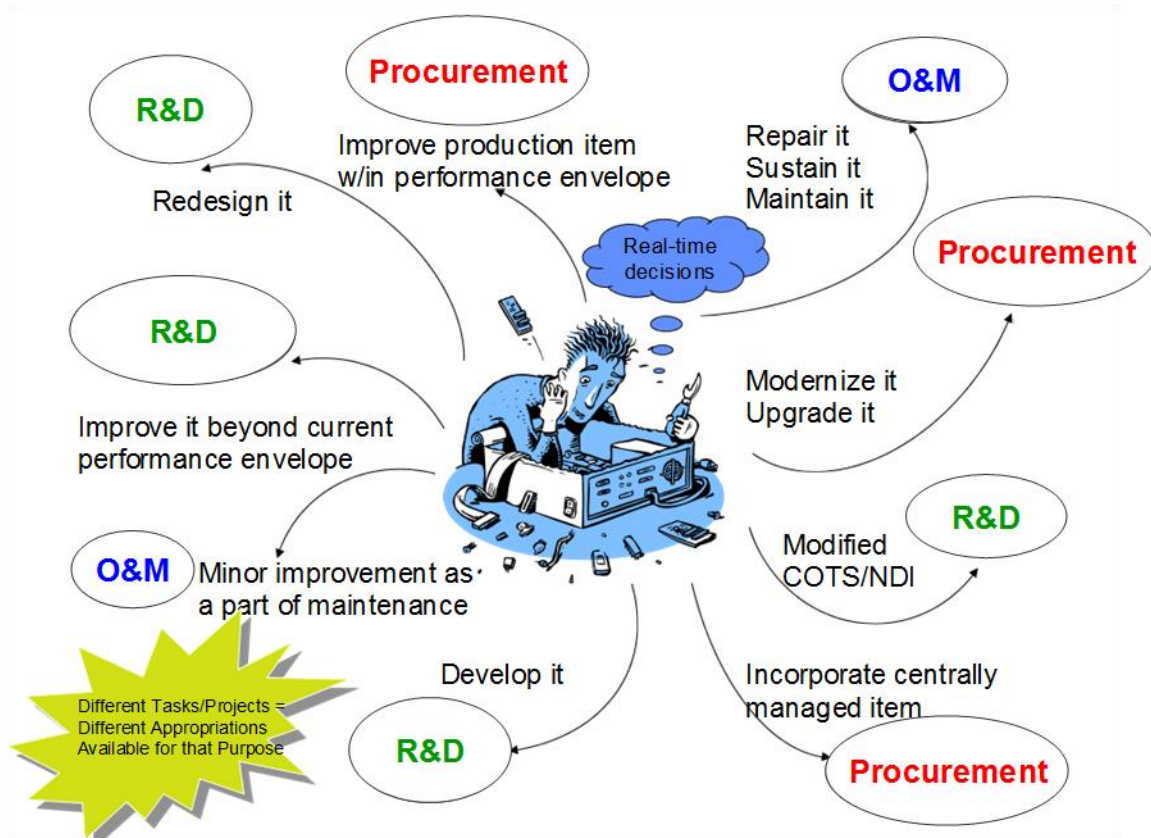 Procurement
O&M
R&D
Improve production item
w/in performance envelope
Repair it
Sustain it
Maintain it
Redesign it
Real-time
decisions
Procurement
R&D
Modernize it
Upgrade it
Improve it beyond current
performance envelope
R&D
Modified
COTS/NDI
O&M
Minor improvement as
a part of maintenance
Develop it
Incorporate centrally
managed item
Different Tasks/Projects =
Different Appropriations
Available for that Purpose
R&D
Procurement